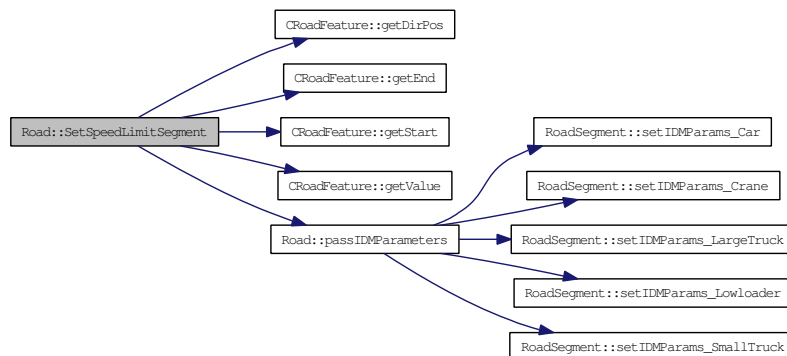 CRoadFeature::getDirPos
CRoadFeature::getEnd
Road::SetSpeedLimitSegment
CRoadFeature::getStart
RoadSegment::setIDMParams_Car
CRoadFeature::getValue
RoadSegment::setIDMParams_Crane
Road::passIDMParameters
RoadSegment::setIDMParams_LargeTruck
RoadSegment::setIDMParams_Lowloader
RoadSegment::setIDMParams_SmallTruck